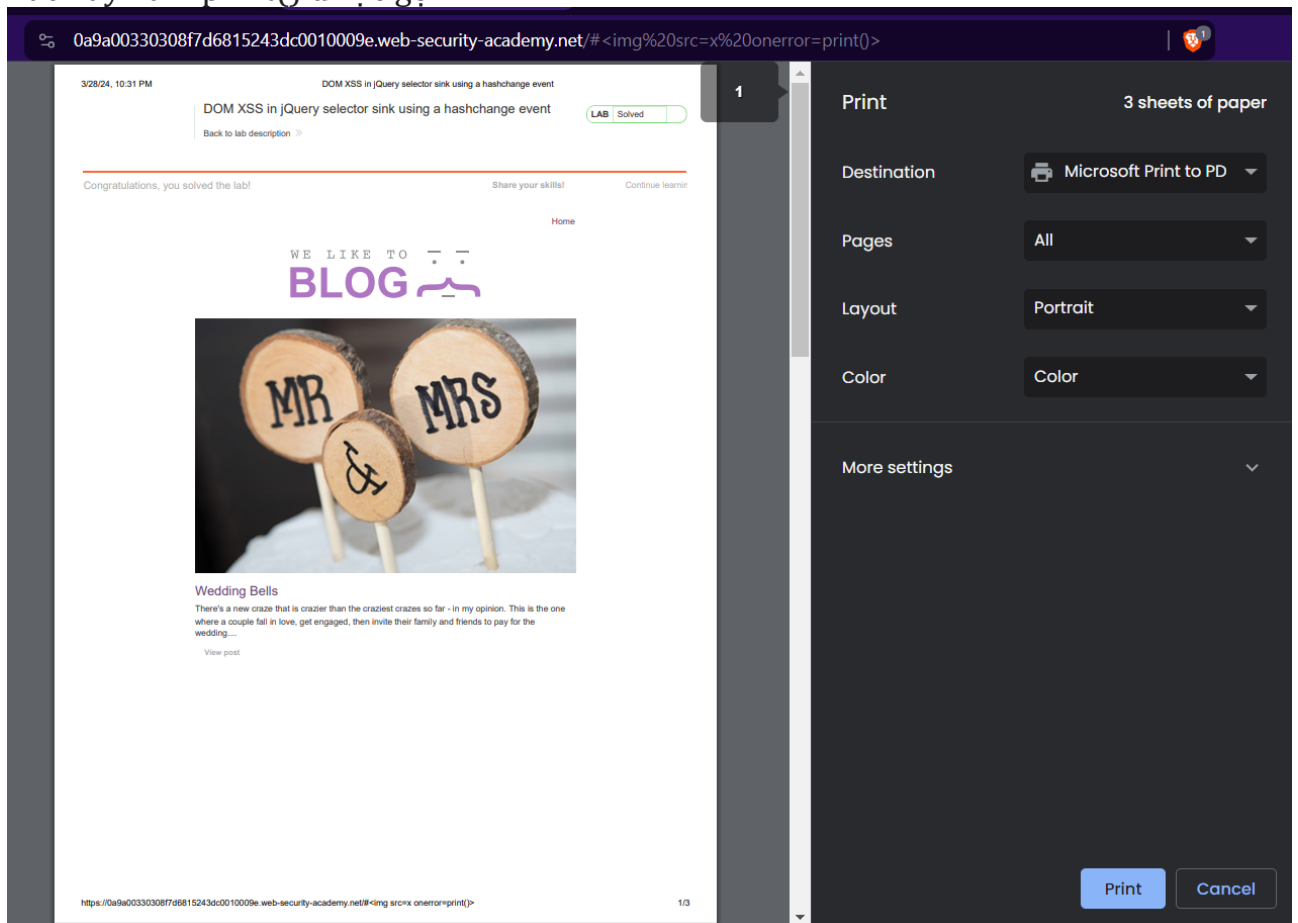 0a9a00330308f7d6815243dc0010009e.web-security-academy.net/#<img%20src=x%20onerror=print()>
1
3/28/24, 10:31 PM DOM XSS in jQuery selector sink using a hashchange event
1
DOM XSS in jQuery selector sink using a hashchange event
LAB Solved
Back to lab description
Congratulations, you solved the lab! Share your skills! Continue learnin
Home
WE LIKE TO
BLOG
MR
MRS
&
Wedding Bells
There's a new craze that is crazier than the craziest crazes so far - in my opinion. This is the one
where a couple fall in love, get engaged, then invite their family and friends to pay for the
wedding....
View post
https://0a9a00330308f7d6815243dc0010009e.web-security-academy.net/#<img src=x onerror=print()> 1/3
Print 3 sheets of paper
Destination Microsoft Print to PD
Pages All
Layout Portrait
Color Color
More settings
Print Cancel